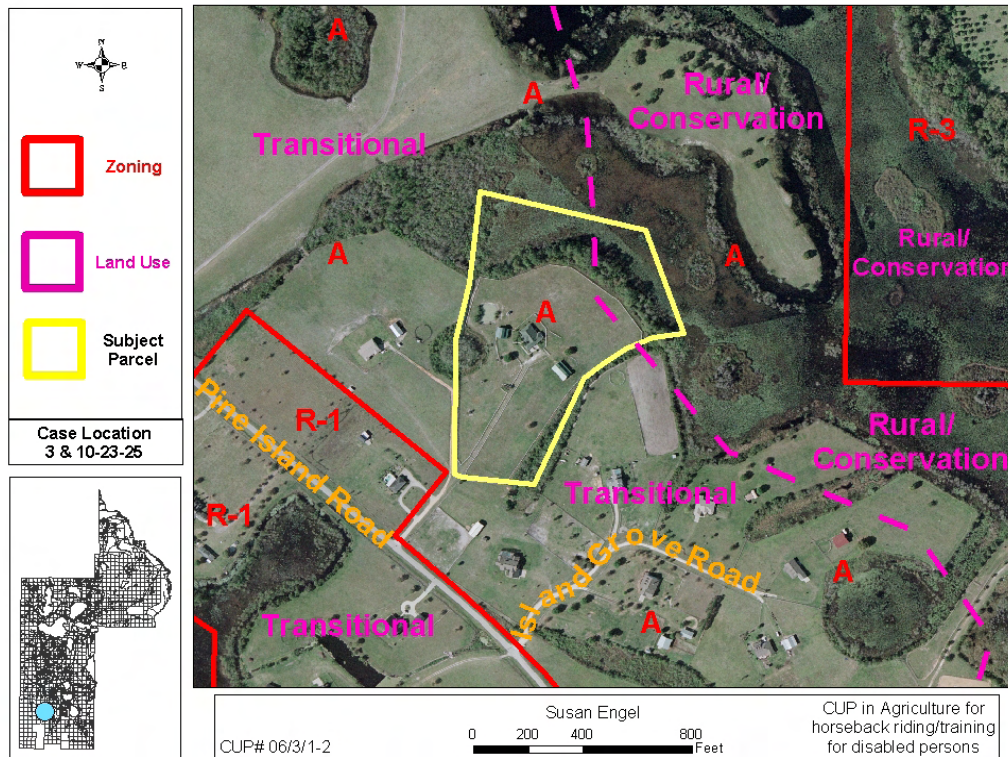 N
W E
S
Zoning
Land Use
Subject
Parcel
Case Location
3 & 10-23-25
A
A
Rural/
Conservation
Transitional
R-3
Rural/
Conservation
A
A
A
R-1
Pine Island Road
R-1
Rural/
Conservation
Transitional
Island Grove Road
A
A
Transitional
CUP# 06/3/1-2
Susan Engel
0 200 400 800
Feet
CUP in Agriculture for
horseback riding/training
for disabled persons